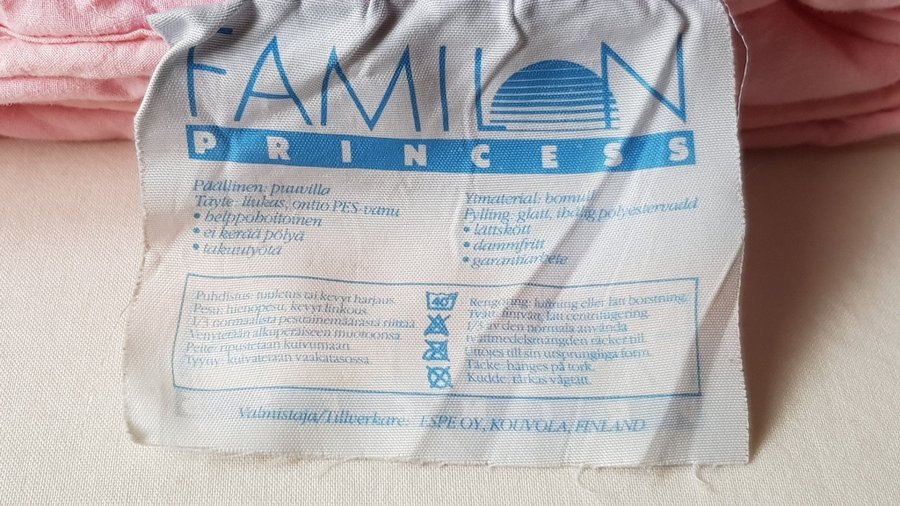 FAMILON
PRINCESS
Päällinen: puuvilla
Täyte: liukas, ontto PES-vanu
• helppohoitoinen
• ei kerää pölyä
• takuutyötä
Ytmaterial: bomull
Fyllning: glatt, ihålig polyestervadd
• lättskött
• dammfritt
• garantiarbete
Puhdistus: tuuletus tai kevyt harjaus.
Pesu: hienopesu, kevyt linkous.
1/3 normaalista pesuainemäärästä riittää.
Venytetään alkuperäiseen muotoonsa.
Peite: ripustetaan kuivumaan
Tyyny: kuivatetaan vaakatasossa.
40°
Rengöring: luftning eller lätt borstning.
Tvätt: fintvätt, lätt centrifugering.
1/3 av den normala använda
tvättmedelsmängden räcker till.
Uttöjes till sin ursprungliga form.
Täcke: hänges på tork.
Kudde: torkas vågrätt.
Valmistaja/Tillverkare: ESPE OY, KOUVOLA, FINLAND